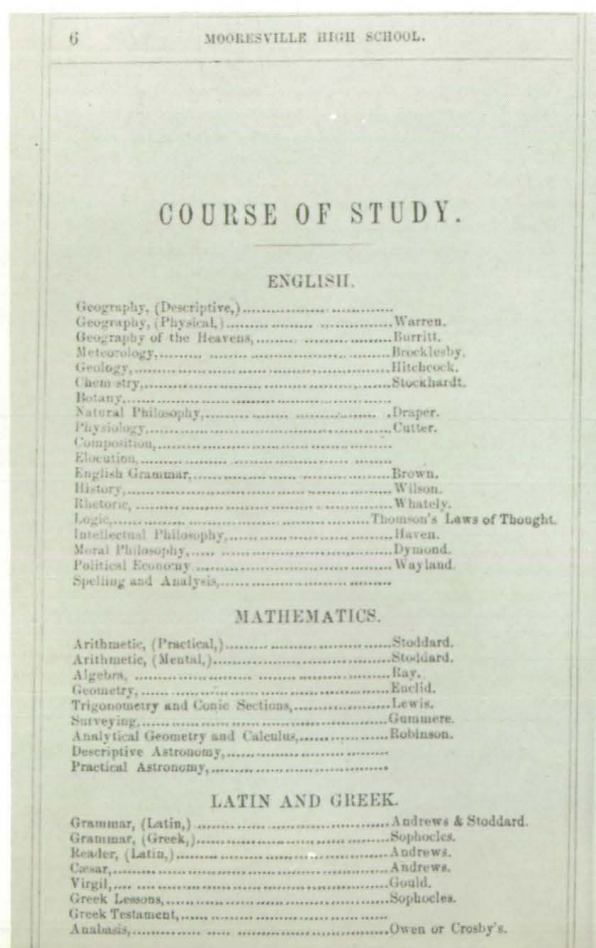 6 MOORESVILLE HIGH SCHOOL.
COURSE OF STUDY.
ENGLISH.
Geography, (Descriptive,)
Geography, (Physical,) Warren.
Geography of the Heavens, Burritt.
Meteorology, Brocklesby.
Geology, Hitchcock.
Chemistry, Stockhardt.
Botany,
Natural Philosophy, Draper.
Physiology, Cutter.
Composition,
Elocution,
English Grammar, Brown.
History, Wilson.
Rhetoric, Whately.
Logic, Thomson's Laws of Thought.
Intellectual Philosophy, Haven.
Moral Philosophy, Dymond.
Political Economy Wayland.
Spelling and Analysis,
MATHEMATICS.
Arithmetic, (Practical,) Stoddard.
Arithmetic, (Mental,) Stoddard.
Algebra, Ray.
Geometry, Euclid.
Trigonometry and Conic Sections, Lewis.
Surveying, Gummere.
Analytical Geometry and Calculus, Robinson.
Descriptive Astronomy,
Practical Astronomy,
LATIN AND GREEK.
Grammar, (Latin,) Andrews & Stoddard.
Grammar, (Greek,) Sophocles.
Reader, (Latin,) Andrews.
Cæsar, Andrews.
Virgil, Gould.
Greek Lessons, Sophocles.
Greek Testament,
Anabasis, Owen or Crosby's.